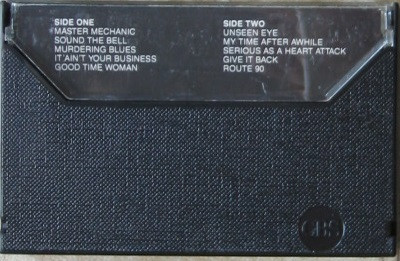 SIDE ONE
MASTER MECHANIC
SOUND THE BELL
MURDERING BLUES
IT AIN'T YOUR BUSINESS
GOOD TIME WOMAN
SIDE TWO
UNSEEN EYE
MY TIME AFTER AWHILE
SERIOUS AS A HEART ATTACK
GIVE IT BACK
ROUTE 90
CBS